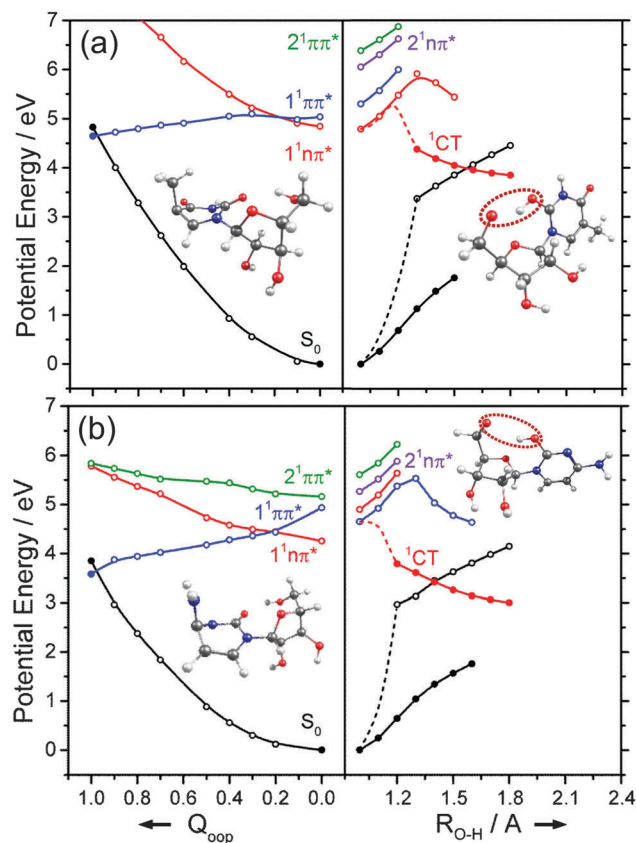 (a)
7
6
5
4
3
2
1
0
Potential Energy / eV
2¹ππ*
1¹ππ*
1¹nπ*
S₀
2¹nπ*
¹CT
(b)
7
6
5
4
3
2
1
0
Potential Energy / eV
2¹ππ*
1¹ππ*
1¹nπ*
S₀
2¹nπ*
¹CT
1.0 0.8 0.6 0.4 0.2 0.0 1.2 1.5 1.8 2.1 2.4
← Qₒₒₚ R_O-H / A →